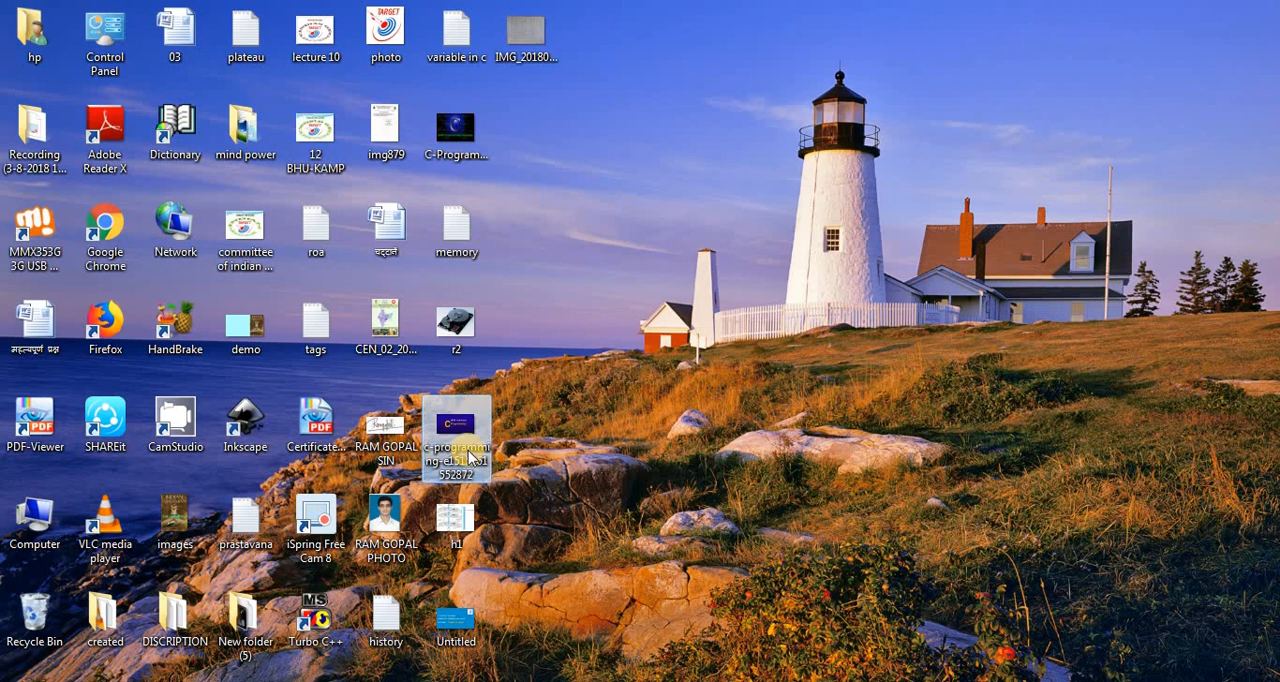 hp
Control
Panel
03
plateau
lecture 10
photo
variable in c
IMG_20180...
Recording
(3-8-2018 1...
Adobe
Reader X
Dictionary
mind power
12
BHU-KAMP
img879
C-Program...
MMX353G
3G USB ...
Google
Chrome
Network
committee
of indian ...
roa
चट्टाने
memory
महत्वपूर्ण प्रश्न
Firefox
HandBrake
demo
tags
CEN_02_20...
r2
PDF-Viewer
SHAREit
CamStudio
Inkscape
Certificate...
RAM GOPAL
SIN
c-programmi
552872
Computer
VLC media
player
images
prastavana
iSpring Free
Cam 8
RAM GOPAL
PHOTO
h1
Recycle Bin
created
DISCRIPTION
New folder
(5)
Turbo C++
history
Untitled